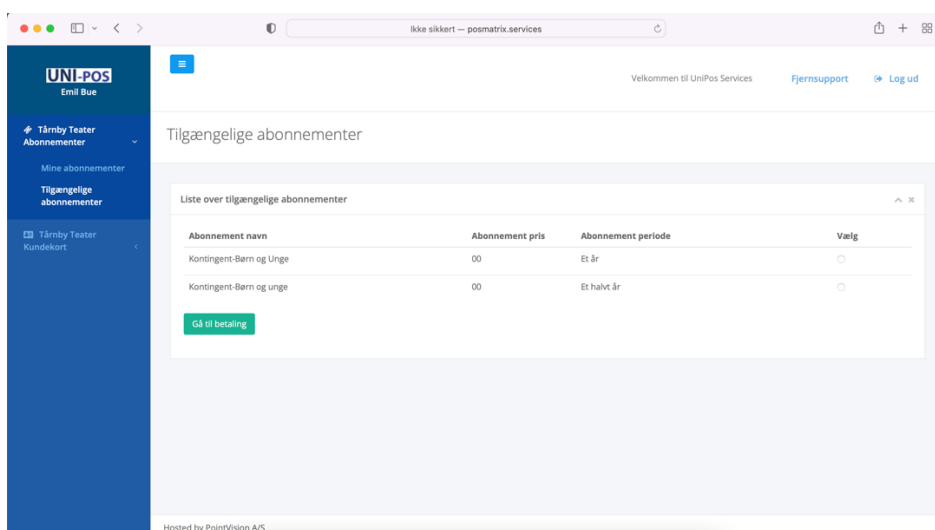 Ikke sikkert — posmatrix.services
UNI-POS
Emil Bue
Velkommen til UniPos Services
Fjernsupport
Log ud
Tårnby Teater
Abonnementer
Mine abonnementer
Tilgængelige
abonnementer
Tårnby Teater
Kundekort
Tilgængelige abonnementer
Liste over tilgængelige abonnementer
Abonnement navn Abonnement pris Abonnement periode Vælg
Kontingent-Børn og Unge 00 Et år
Kontingent-Børn og unge 00 Et halvt år
Gå til betaling
Hosted by PointVision A/S